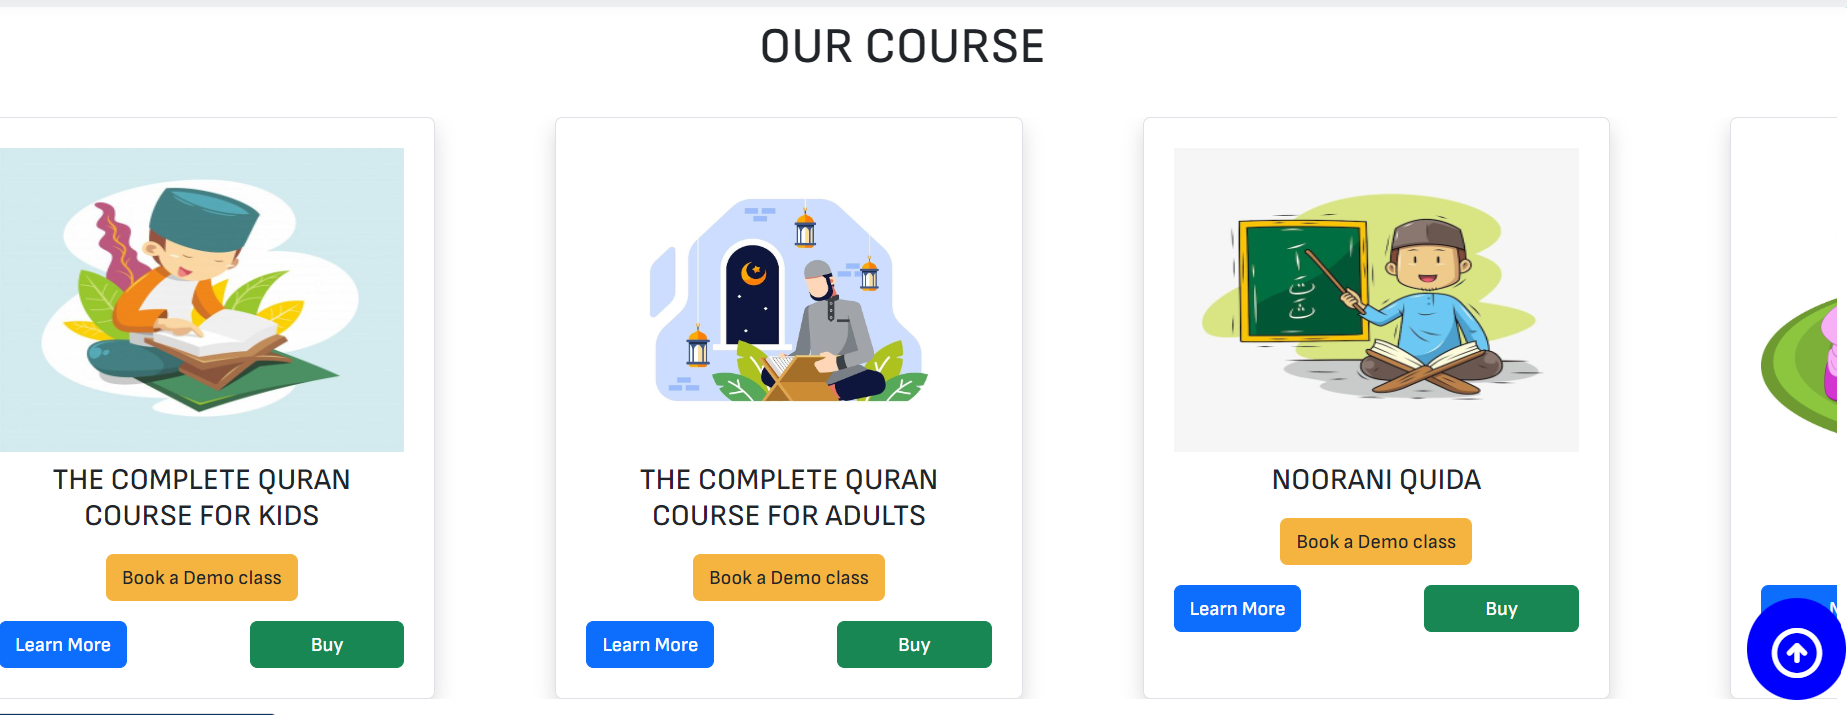 OUR COURSE
THE COMPLETE QURAN
COURSE FOR KIDS
Book a Demo class
Learn More
Buy
THE COMPLETE QURAN
COURSE FOR ADULTS
Book a Demo class
Learn More
Buy
ا
ت
ث
NOORANI QUIDA
Book a Demo class
Learn More
Buy